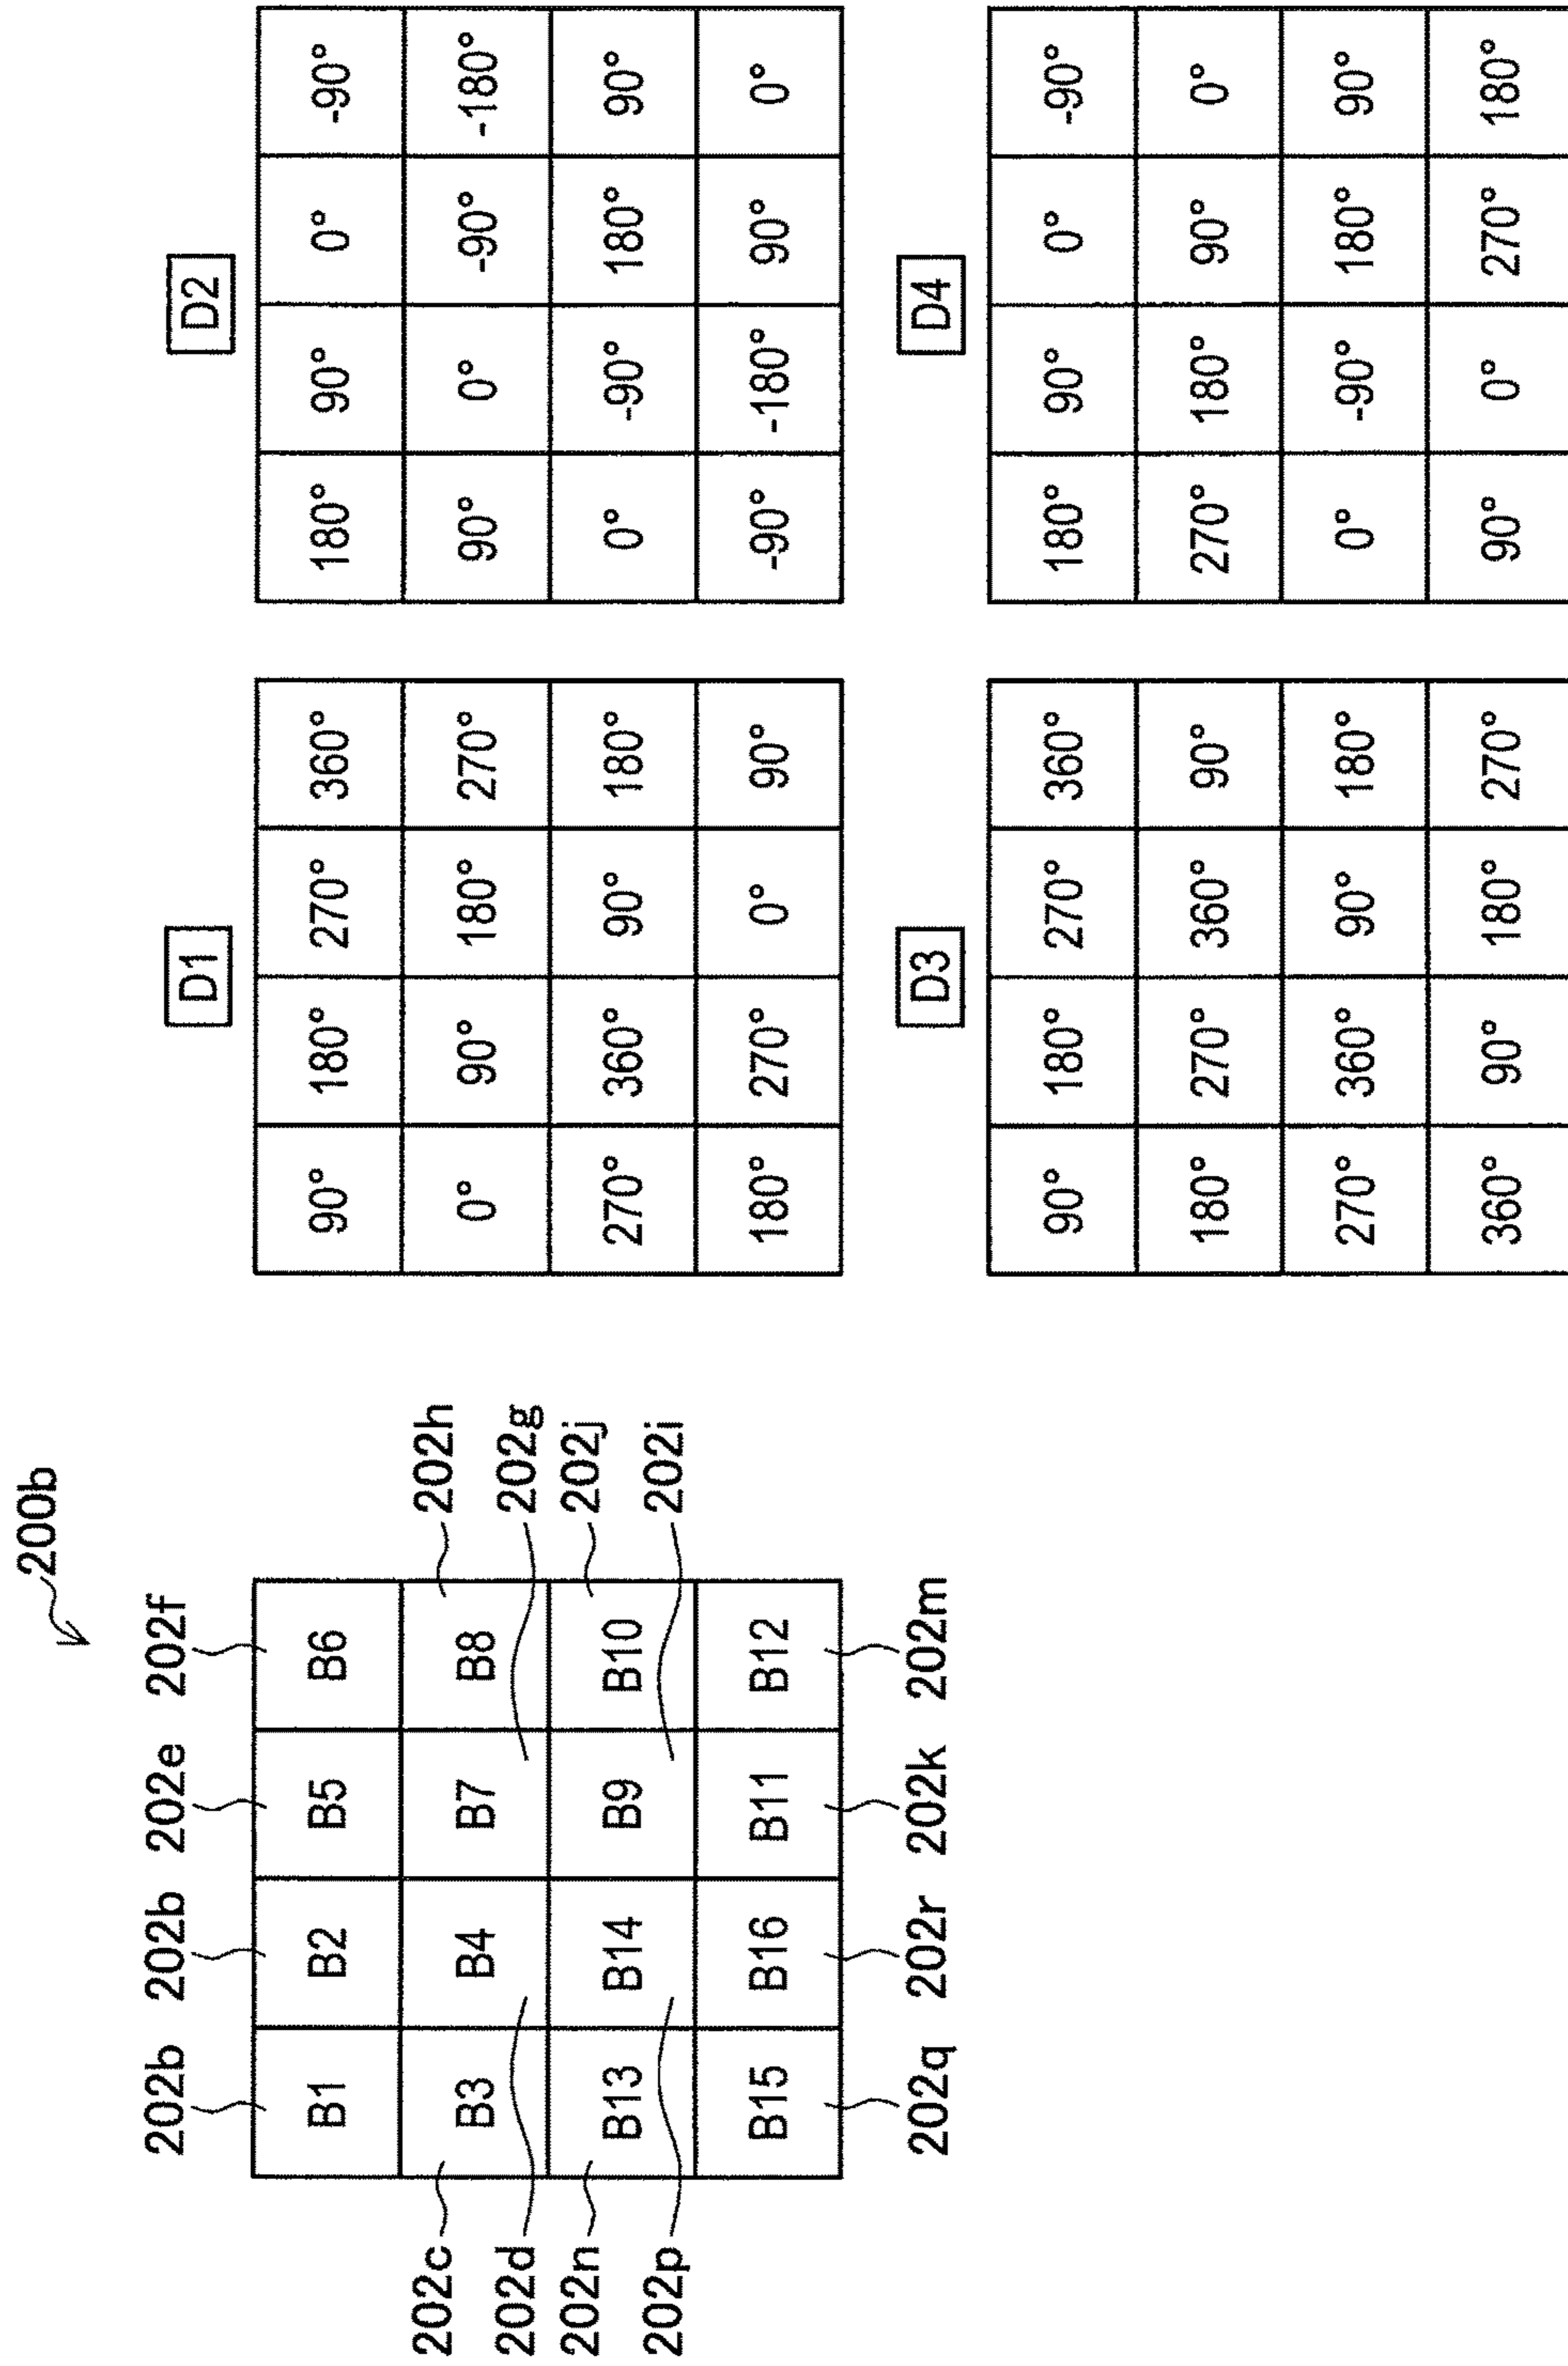 200b
202b 202b 202e 202f
B1 B2 B5 B6
202c B3 B4 B7 B8 202h
202d 202g
202n B13 B14 B9 B10 202j
202p 202i
B15 B16 B11 B12
202q 202r 202k 202m
D1
90° 180° 270° 360°
0° 90° 180° 270°
270° 360° 90° 180°
180° 270° 0° 90°
D2
180° 90° 0° -90°
90° 0° -90° -180°
0° -90° 180° 90°
-90° -180° 90° 0°
D3
90° 180° 270° 360°
180° 270° 360° 90°
270° 360° 90° 180°
360° 90° 180° 270°
D4
180° 90° 0° -90°
270° 180° 90° 0°
0° -90° 180° 90°
90° 0° 270° 180°